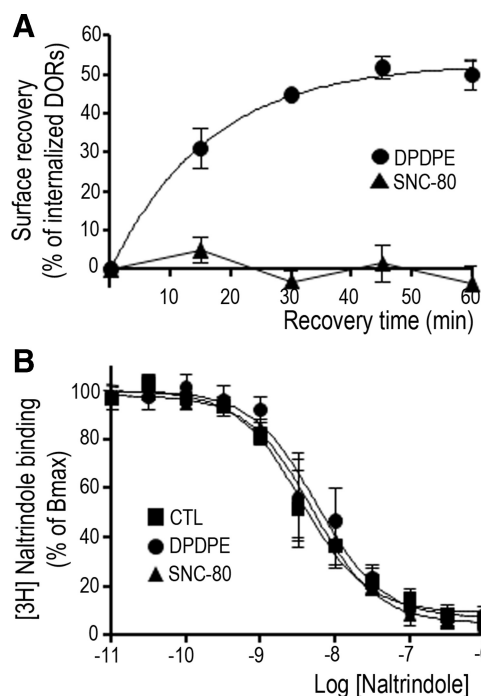 A
Surface recovery
(% of internalized DORs)
60
50
40
30
20
10
0
DPDPE
SNC-80
10 20 30 40 50 60
Recovery time (min)
B
[3H] Naltrindole binding
(% of Bmax)
100
80
60
40
20
0
CTL
DPDPE
SNC-80
-11 -10 -9 -8 -7
Log [Naltrindole]